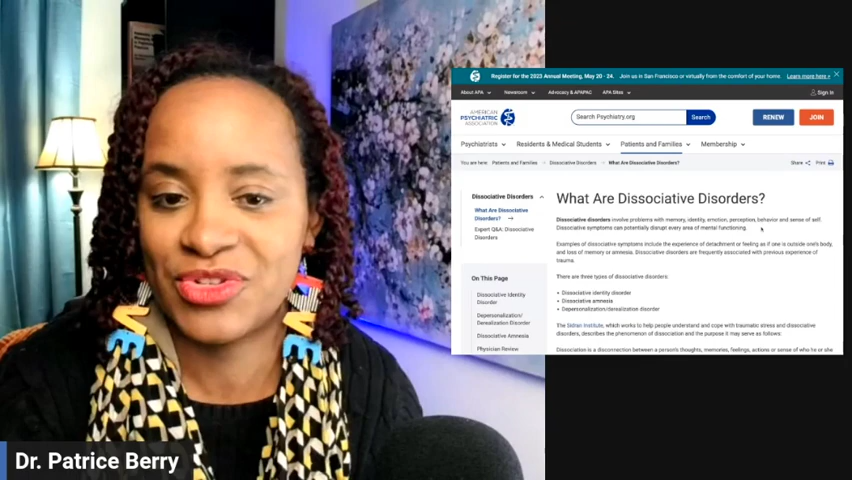 Register for the 2023 Annual Meeting, May 20 - 24. Join us in San Francisco or virtually from the comfort of your home. Learn more here
About APA Newsroom Advocacy & APAPAC APA Sites Sign In
AMERICAN
PSYCHIATRIC
ASSOCIATION
Search Psychiatry.org Search RENEW JOIN
Psychiatrists Residents & Medical Students Patients and Families Membership
You are here: Patients and Families Dissociative Disorders What Are Dissociative Disorders? Share Print
Dissociative Disorders
What Are Dissociative
Disorders?
Expert Q&A: Dissociative
Disorders
On This Page
Dissociative Identity
Disorder
Depersonalization/
Derealization Disorder
Dissociative Amnesia
Physician Review
What Are Dissociative Disorders?
Dissociative disorders involve problems with memory, identity, emotion, perception, behavior and sense of self.
Dissociative symptoms can potentially disrupt every area of mental functioning.
Examples of dissociative symptoms include the experience of detachment or feeling as if one is outside one's body,
and loss of memory or amnesia. Dissociative disorders are frequently associated with previous experience of
trauma.
There are three types of dissociative disorders:
• Dissociative identity disorder
• Dissociative amnesia
• Depersonalization/derealization disorder
The Sidran Institute, which works to help people understand and cope with traumatic stress and dissociative
disorders, describes the phenomenon of dissociation and the purpose it may serve as follows:
Dissociation is a disconnection between a person's thoughts, memories, feelings, actions or sense of who he or she
Dr. Patrice Berry